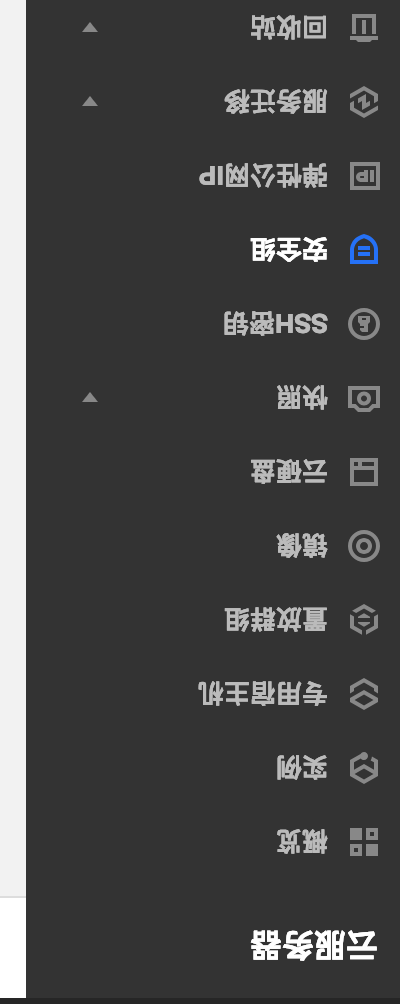 云服务器
概览
实例
专用宿主机
置放群组
镜像
云硬盘
快照
SSH密钥
安全组
弹性公网IP
服务迁移
回收站